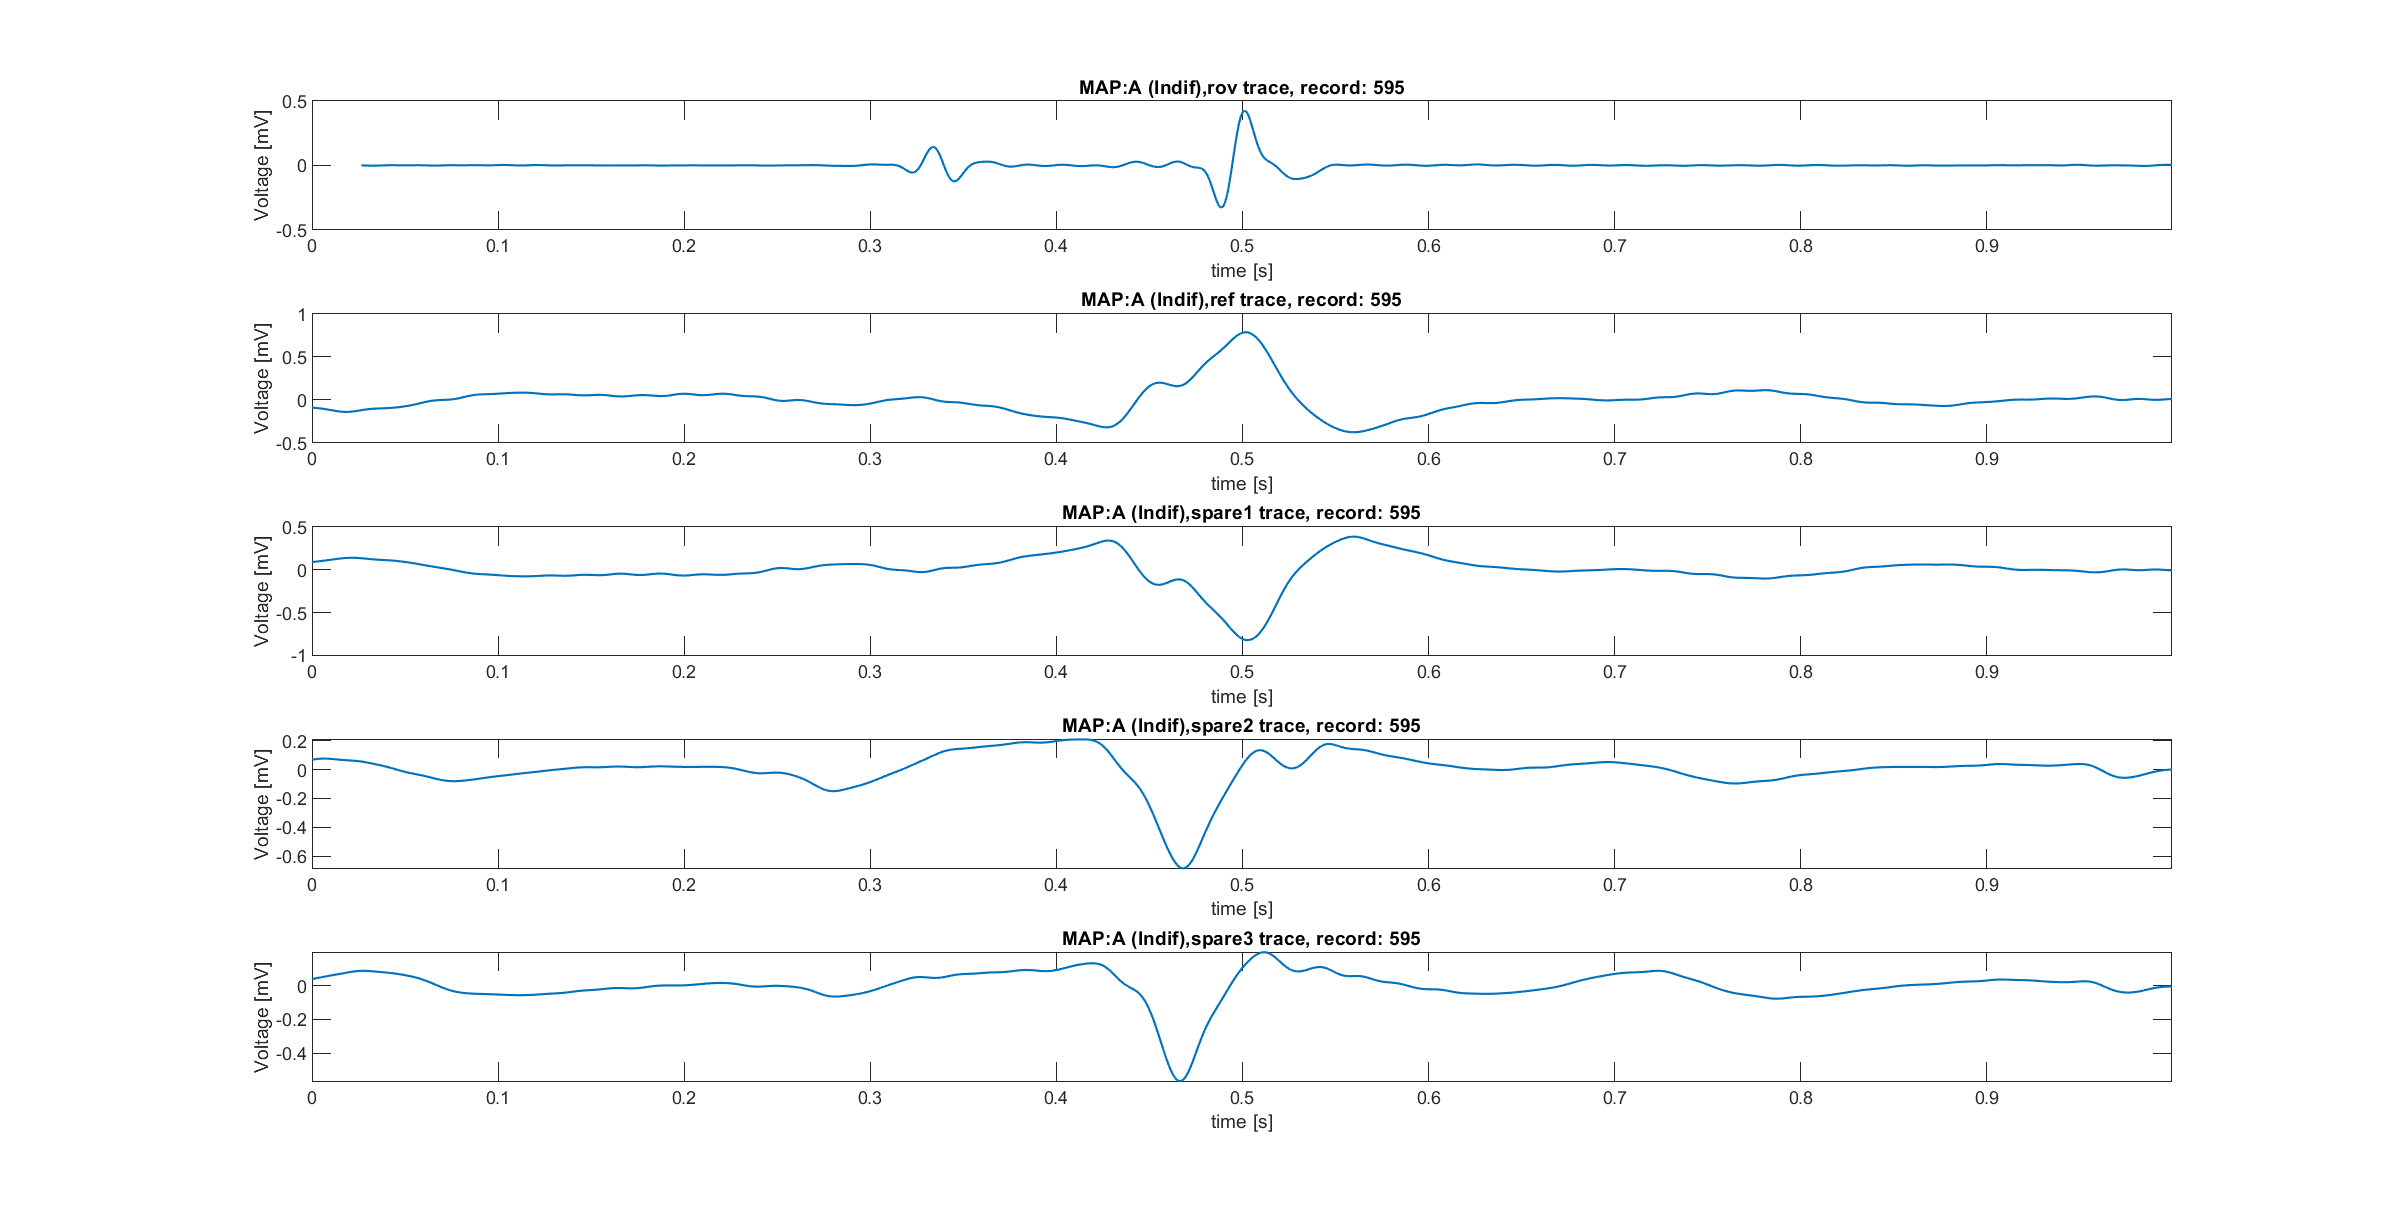 MAP:A (Indif),rov trace, record: 595
Voltage [mV]
0.5
0
-0.5
0 0.1 0.2 0.3 0.4 0.5 0.6 0.7 0.8 0.9
time [s]
MAP:A (Indif),ref trace, record: 595
Voltage [mV]
1
0.5
0
-0.5
0 0.1 0.2 0.3 0.4 0.5 0.6 0.7 0.8 0.9
time [s]
MAP:A (Indif),spare1 trace, record: 595
Voltage [mV]
0.5
0
-0.5
-1
0 0.1 0.2 0.3 0.4 0.5 0.6 0.7 0.8 0.9
time [s]
MAP:A (Indif),spare2 trace, record: 595
Voltage [mV]
0.2
0
-0.2
-0.4
-0.6
0 0.1 0.2 0.3 0.4 0.5 0.6 0.7 0.8 0.9
time [s]
MAP:A (Indif),spare3 trace, record: 595
Voltage [mV]
0
-0.2
-0.4
0 0.1 0.2 0.3 0.4 0.5 0.6 0.7 0.8 0.9
time [s]